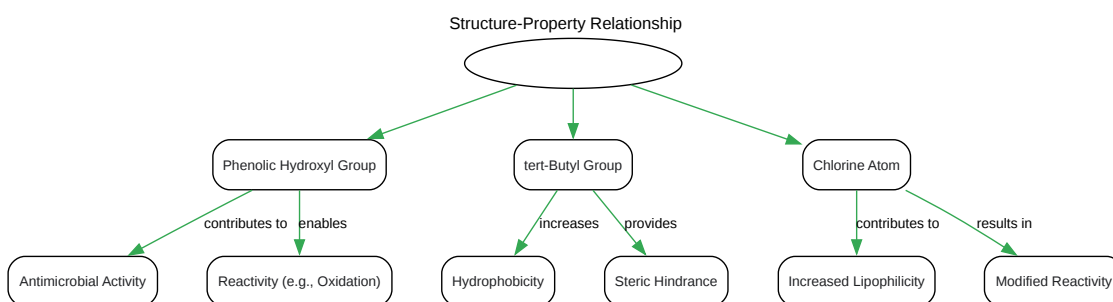 Structure-Property Relationship
Phenolic Hydroxyl Group
tert-Butyl Group
Chlorine Atom
contributes to
enables
increases
provides
contributes to
results in
Antimicrobial Activity
Reactivity (e.g., Oxidation)
Hydrophobicity
Steric Hindrance
Increased Lipophilicity
Modified Reactivity